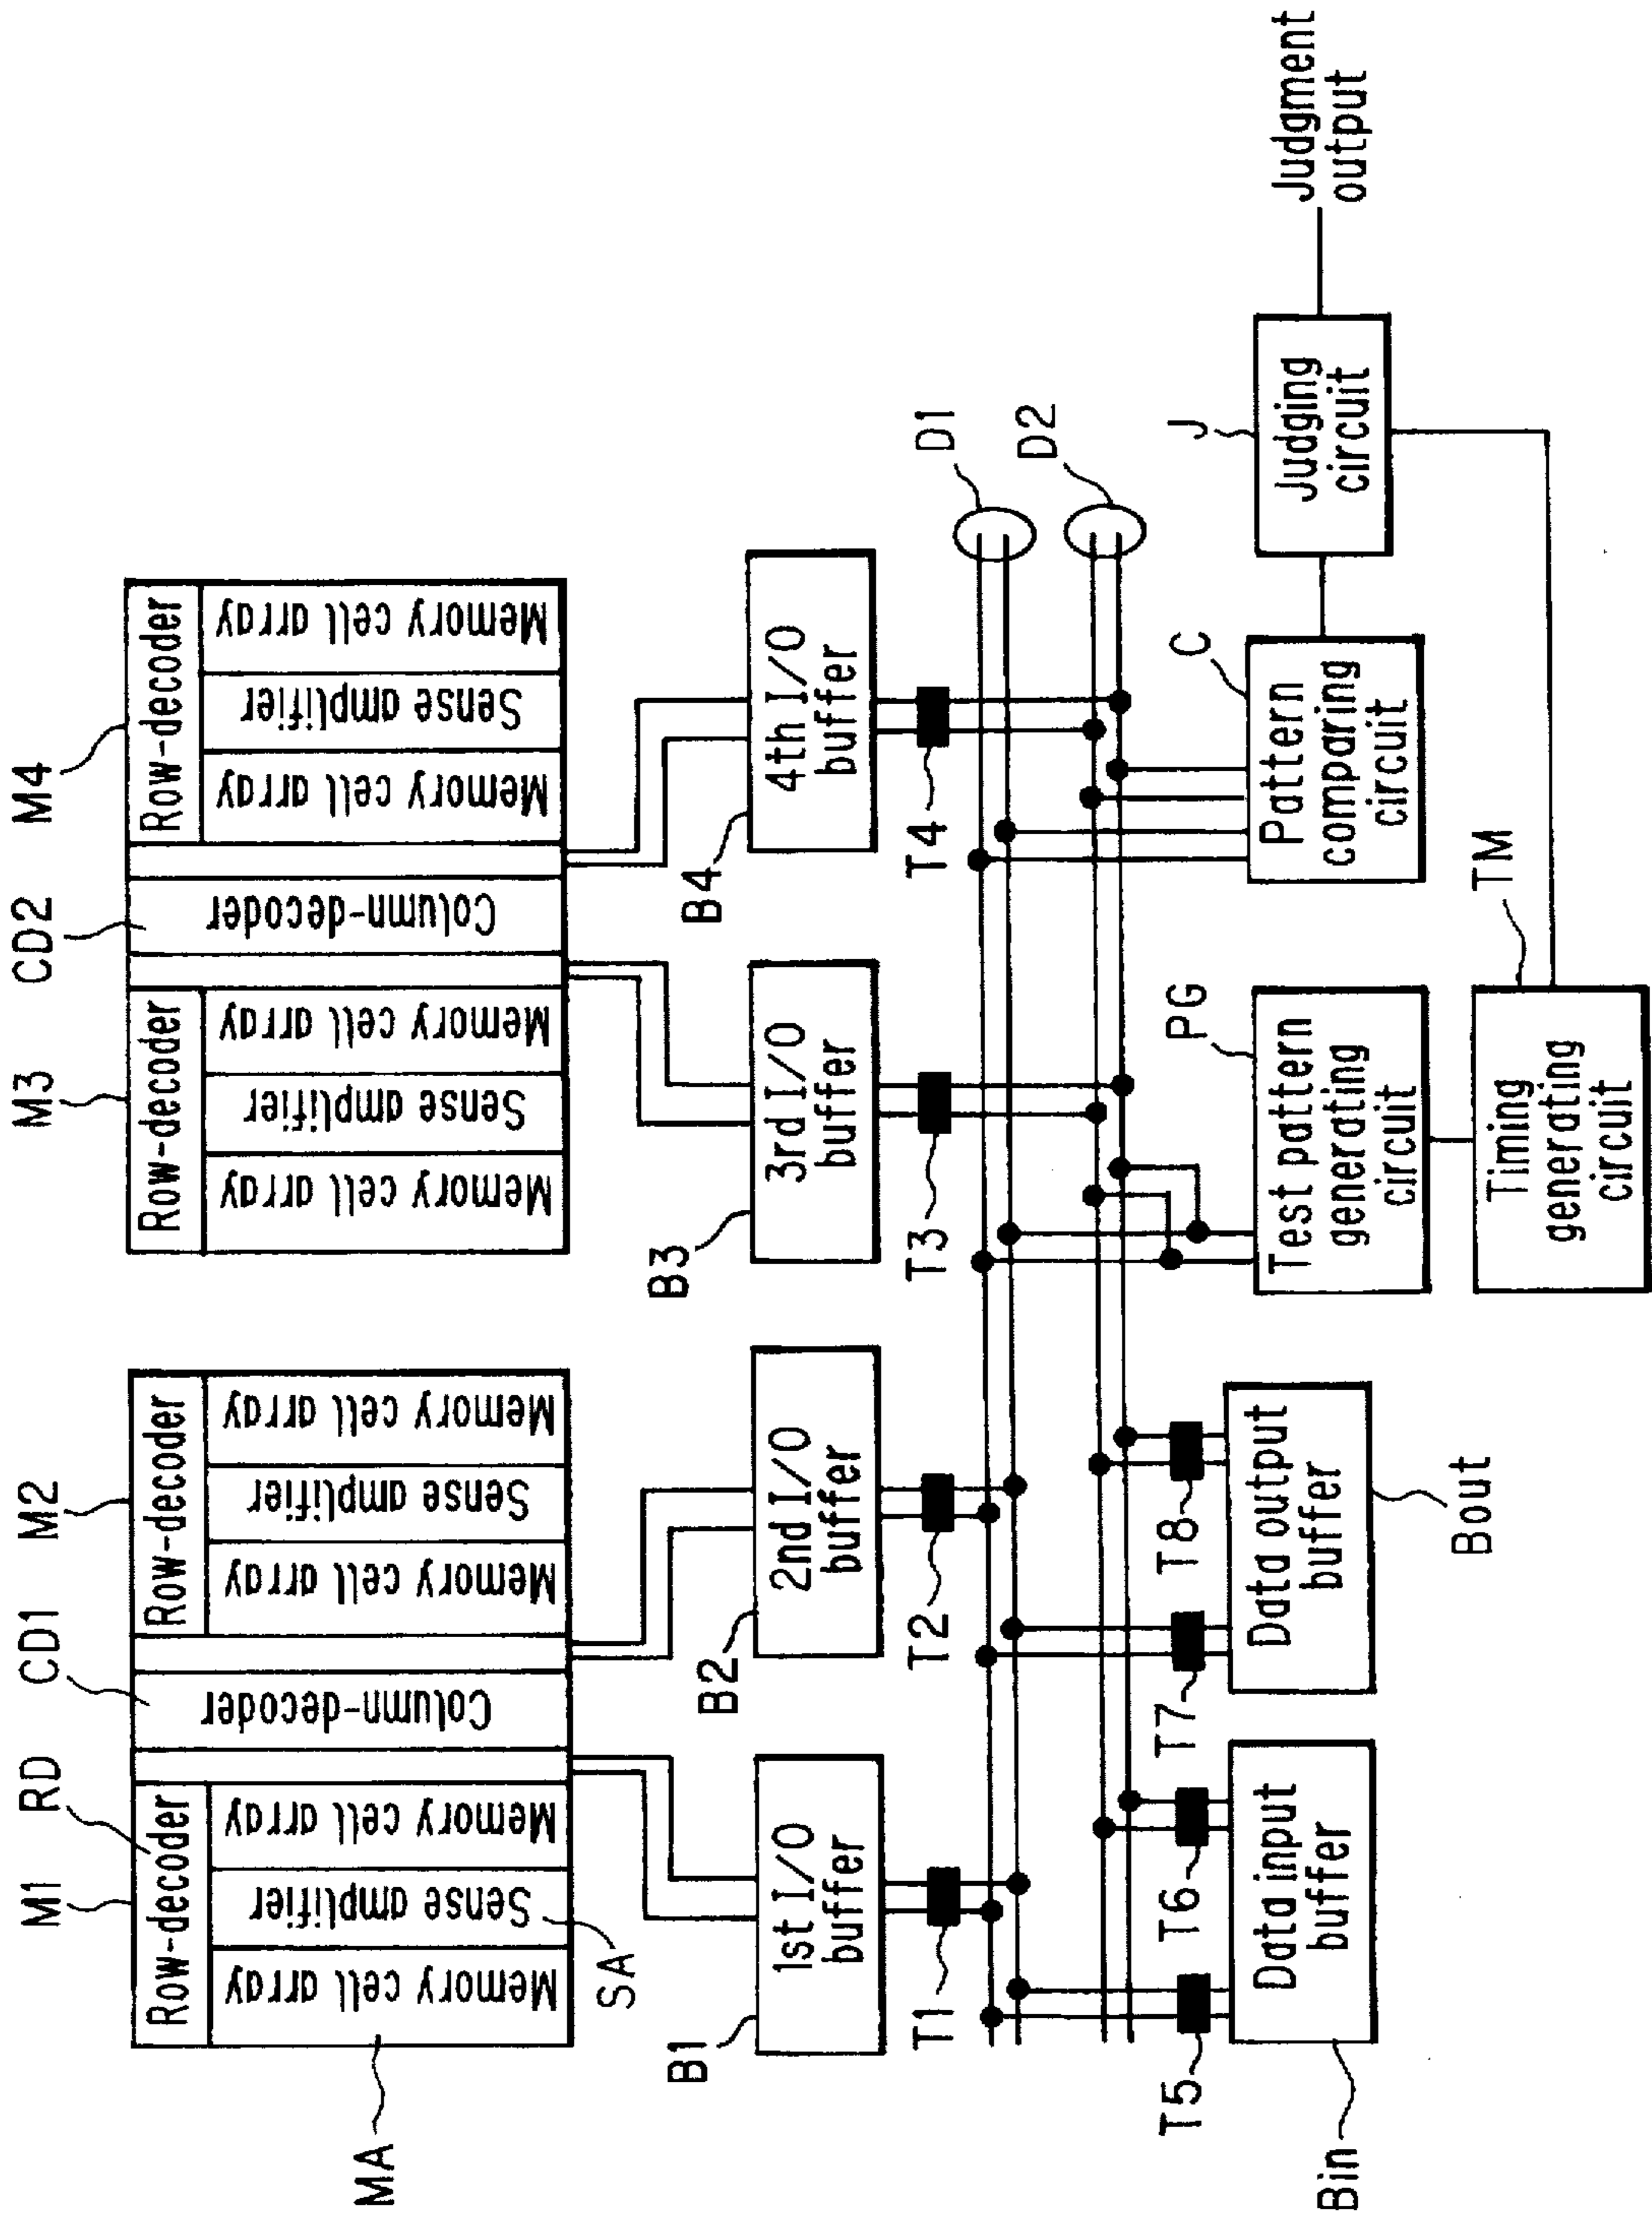 M1
RD
CD1
M2
M3
CD2
M4
Row-decoder
Row-decoder
Row-decoder
Row-decoder
Memory cell array
Sense amplifier
Memory cell array
Column-decoder
Memory cell array
Sense amplifier
Memory cell array
Memory cell array
Sense amplifier
Memory cell array
Column-decoder
Memory cell array
Sense amplifier
Memory cell array
MA
SA
B1
1st I/O
buffer
B2
2nd I/O
buffer
B3
3rd I/O
buffer
B4
4th I/O
buffer
T1
T2
T3
T4
D1
D2
T5
T6
T7
T8
PG
C
J
Bin
Data input
buffer
Data output
buffer
Bout
Test pattern
generating
circuit
Pattern
comparing
circuit
Judging
circuit
Judgment
output
TM
Timing
generating
circuit